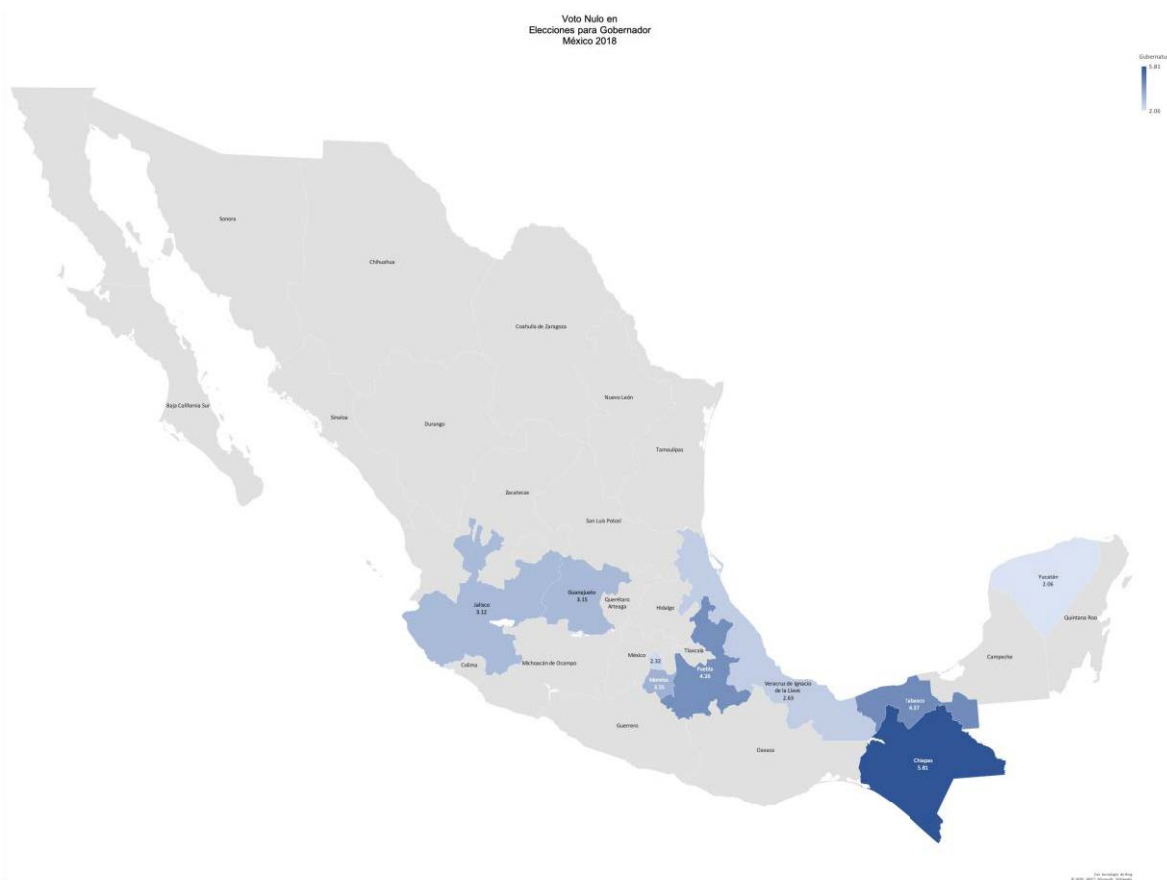 Voto Nulo en
Elecciones para Gobernador
México 2018
Gubernatu
5.81
2.06
Sonora
Chihuahua
Coahuila de Zaragoza
Nuevo León
Baja California Sur
Sinaloa
Durango
Tamaulipas
Zacatecas
San Luis Potosí
Yucatán
2.06
Guanajuato
3.15
Querétaro
Arteaga
Jalisco
3.12
Hidalgo
Quintana Roo
México
Tlaxcala
Campeche
2.32
Colima
Michoacán de Ocampo
Puebla
Morelos
Veracruz de Ignacio
de la Llave
2.63
Tabasco
Guerrero
Oaxaca
Chiapas
5.81